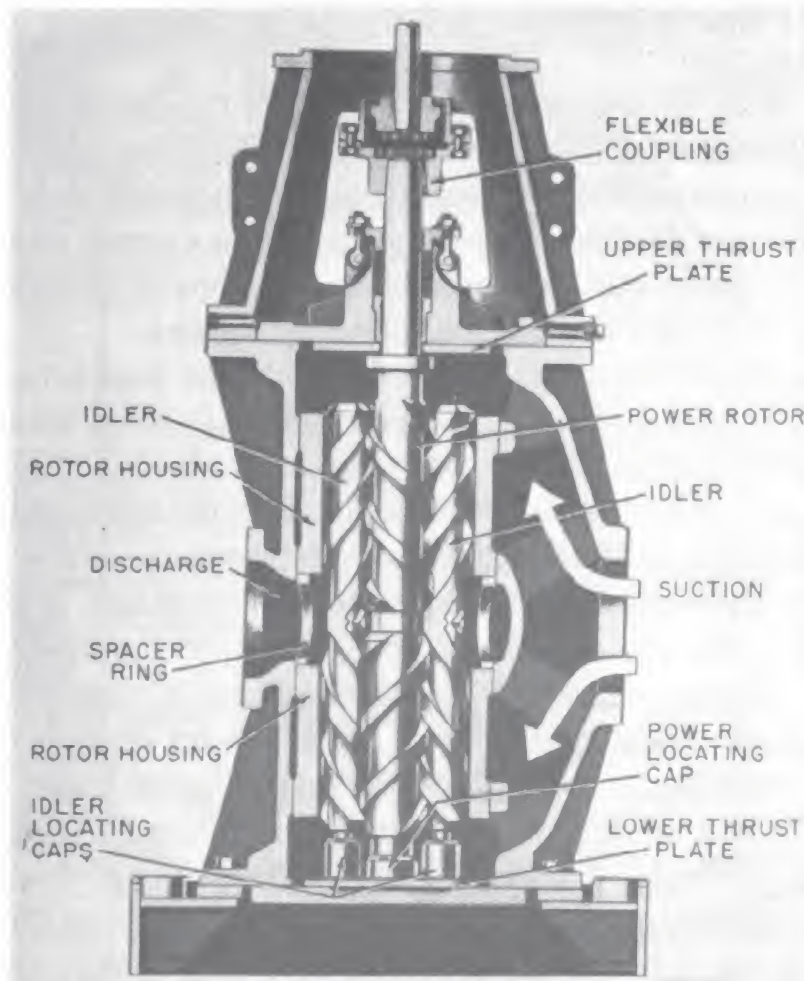 FLEXIBLE
COUPLING
UPPER THRUST
PLATE
IDLER
POWER ROTOR
ROTOR HOUSING
IDLER
DISCHARGE
SUCTION
SPACER
RING
POWER
LOCATING
CAP
ROTOR HOUSING
IDLER
LOCATING
CAPS
LOWER THRUST
PLATE